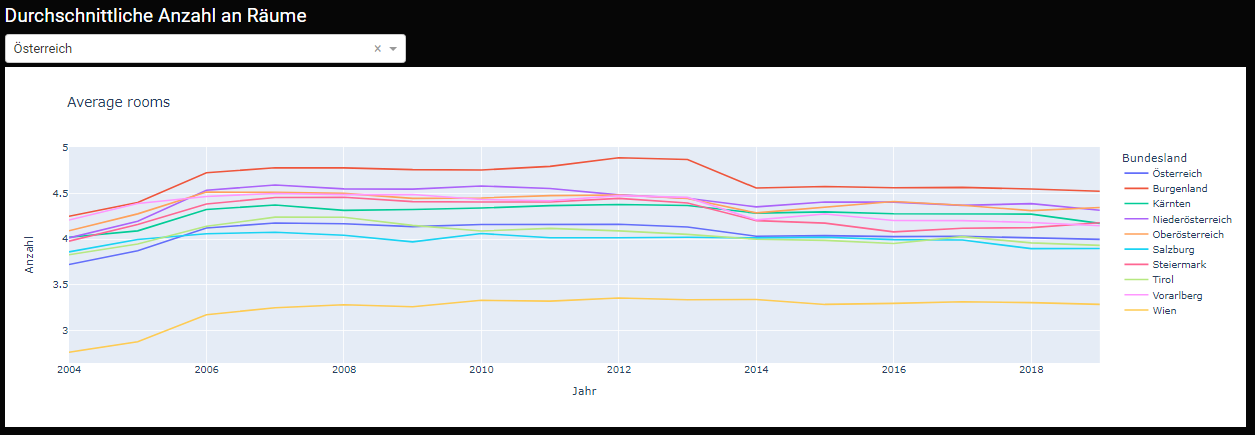 Durchschnittliche Anzahl an Räume
Österreich ×
Average rooms
Anzahl
5
4.5
4
3.5
3
2004 2006 2008 2010 2012 2014 2016 2018
Jahr
Bundesland
Österreich
Burgenland
Kärnten
Niederösterreich
Oberösterreich
Salzburg
Steiermark
Tirol
Vorarlberg
Wien